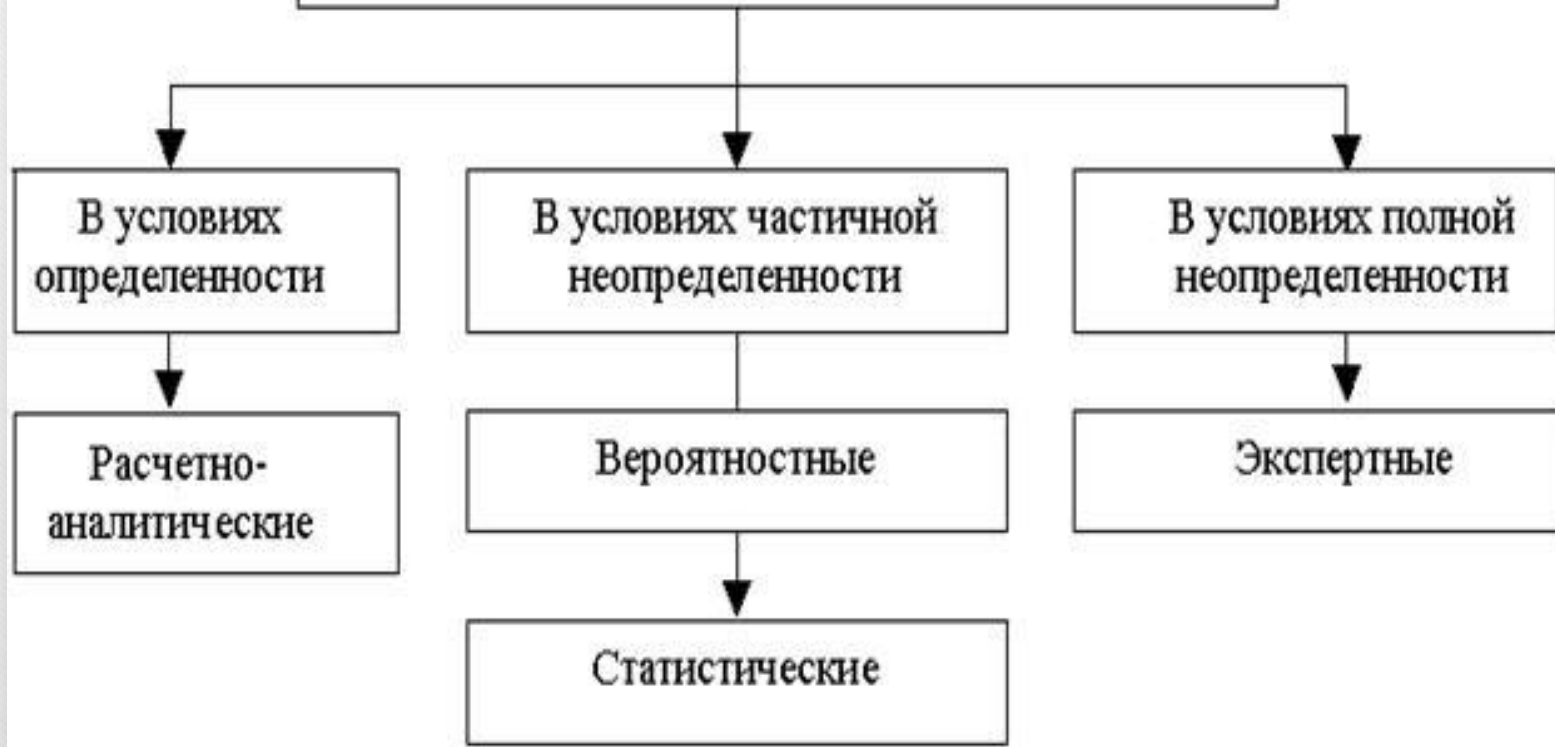 В условиях
определенности
В условиях частичной
неопределенности
В условиях полной
неопределенности
Расчетно-
аналитические
Вероятностные
Экспертные
Статистические